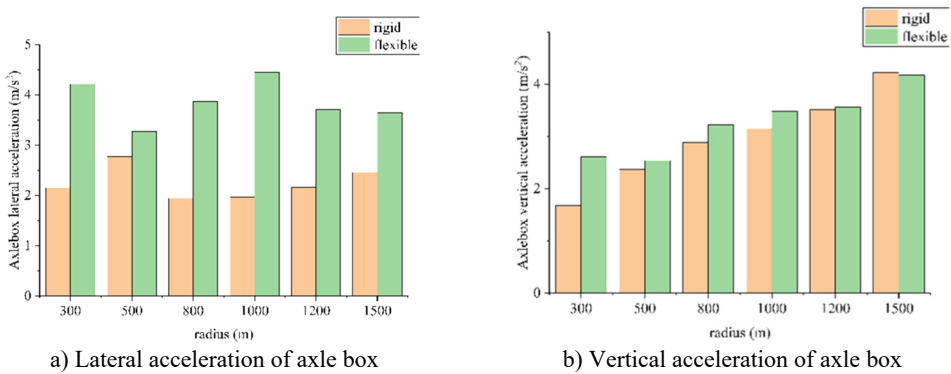 rigid
flexible
Axlebox lateral acceleration (m/s²)
5
4
3
2
1
0
300 500 800 1000 1200 1500
radius (m)
a) Lateral acceleration of axle box
rigid
flexible
Axlebox vertical acceleration (m/s²)
4
2
0
300 500 800 1000 1200 1500
radius (m)
b) Vertical acceleration of axle box